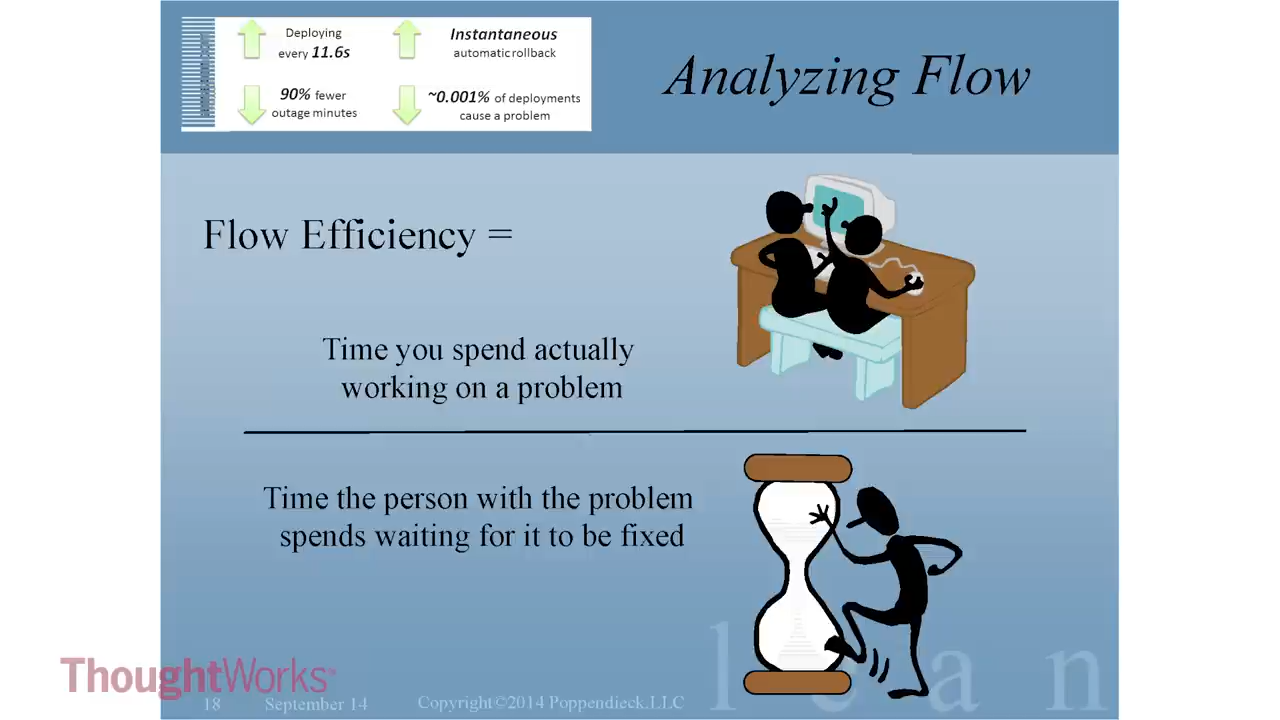 Deploying
every 11.6s
Instantaneous
automatic rollback
90% fewer
outage minutes
~0.001% of deployments
cause a problem
Analyzing Flow
Flow Efficiency =
Time you spend actually
working on a problem
Time the person with the problem
spends waiting for it to be fixed
lean
ThoughtWorks
18 September 14 Copyright©2014 Poppendieck.LLC